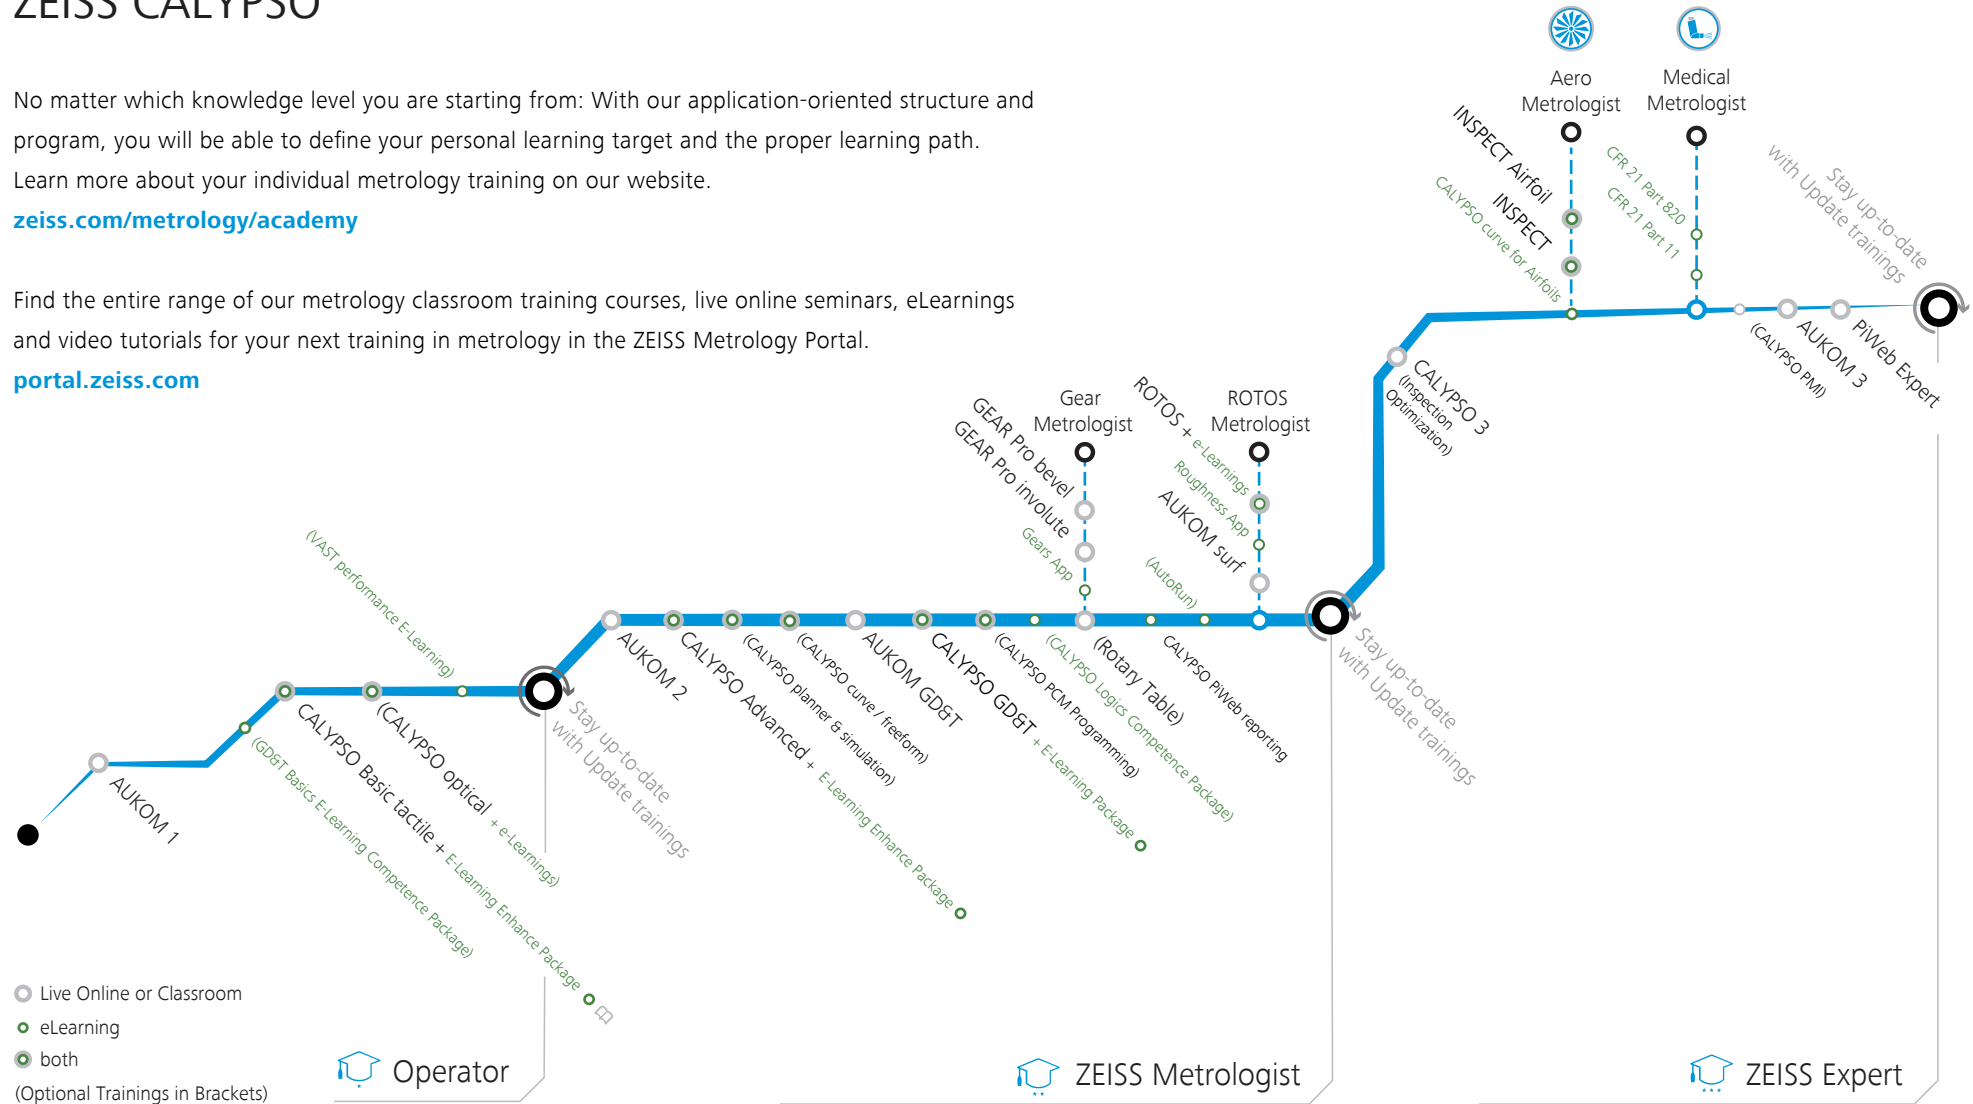 ZEISS CALYPSO
No matter which knowledge level you are starting from: With our application-oriented structure and
program, you will be able to define your personal learning target and the proper learning path.
Learn more about your individual metrology training on our website.
zeiss.com/metrology/academy
Find the entire range of our metrology classroom training courses, live online seminars, eLearnings
and video tutorials for your next training in metrology in the ZEISS Metrology Portal.
portal.zeiss.com
AUKOM 1
(GD&T Basics E-Learning Competence Package)
CALYPSO Basic tactile + E-Learning Enhance Package
(CALYPSO optical + e-Learnings)
(VAST performance E-Learning)
Stay up-to-date
with Update trainings
AUKOM 2
CALYPSO Advanced + E-Learning Enhance Package
(CALYPSO planner & simulation)
(CALYPSO curve / freeform)
AUKOM GD&T
CALYPSO GD&T + E-Learning Package
(CALYPSO PCM Programming)
(CALYPSO Logics Competence Package)
(Rotary Table)
Gear
Metrologist
GEAR Pro bevel
GEAR Pro involute
Gears App
CALYPSO PiWeb reporting
(AutoRun)
ROTOS
Metrologist
ROTOS + e-Learnings
Roughness App
AUKOM surf
Stay up-to-date
with Update trainings
CALYPSO 3
(Inspection
Optimization)
Aero
Metrologist
INSPECT Airfoil
INSPECT
CALYPSO curve for Airfoils
Medical
Metrologist
CFR 21 Part 820
CFR 21 Part 11
(CALYPSO PMI)
AUKOM 3
PiWeb Expert
Stay up-to-date
with Update trainings
Live Online or Classroom
eLearning
both
(Optional Trainings in Brackets)
Operator
ZEISS Metrologist
ZEISS Expert